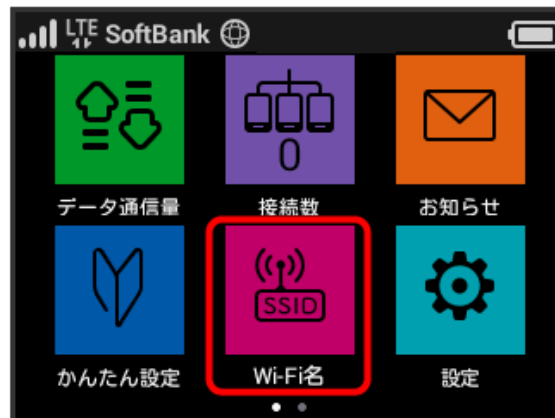 LTE SoftBank
0
データ通信量 接続数 お知らせ
SSID
かんたん設定 Wi-Fi名 設定